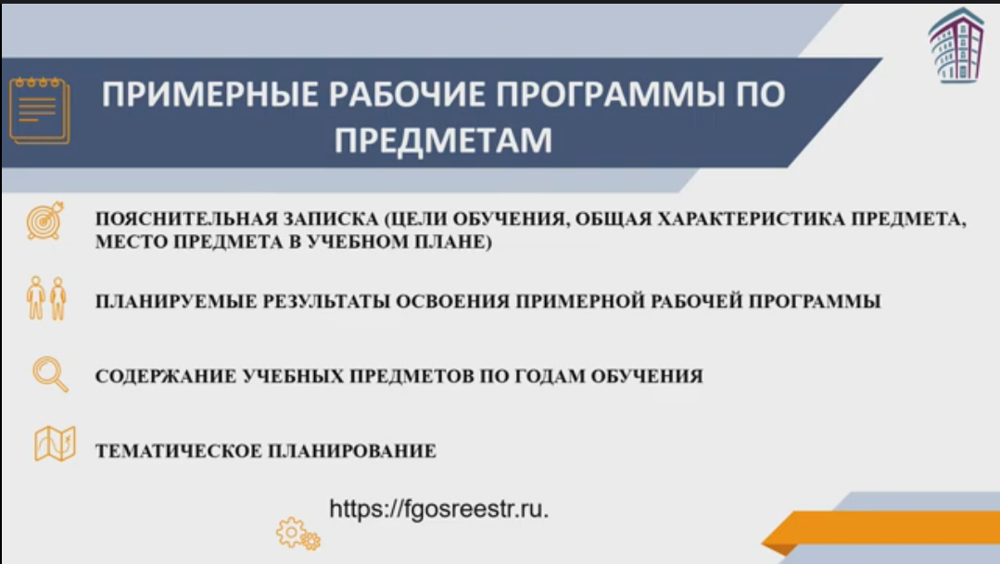 ПРИМЕРНЫЕ РАБОЧИЕ ПРОГРАММЫ ПО
ПРЕДМЕТАМ
ПОЯСНИТЕЛЬНАЯ ЗАПИСКА (ЦЕЛИ ОБУЧЕНИЯ, ОБЩАЯ ХАРАКТЕРИСТИКА ПРЕДМЕТА,
МЕСТО ПРЕДМЕТА В УЧЕБНОМ ПЛАНЕ)
ПЛАНИРУЕМЫЕ РЕЗУЛЬТАТЫ ОСВОЕНИЯ ПРИМЕРНОЙ РАБОЧЕЙ ПРОГРАММЫ
СОДЕРЖАНИЕ УЧЕБНЫХ ПРЕДМЕТОВ ПО ГОДАМ ОБУЧЕНИЯ
ТЕМАТИЧЕСКОЕ ПЛАНИРОВАНИЕ
https://fgosreestr.ru.